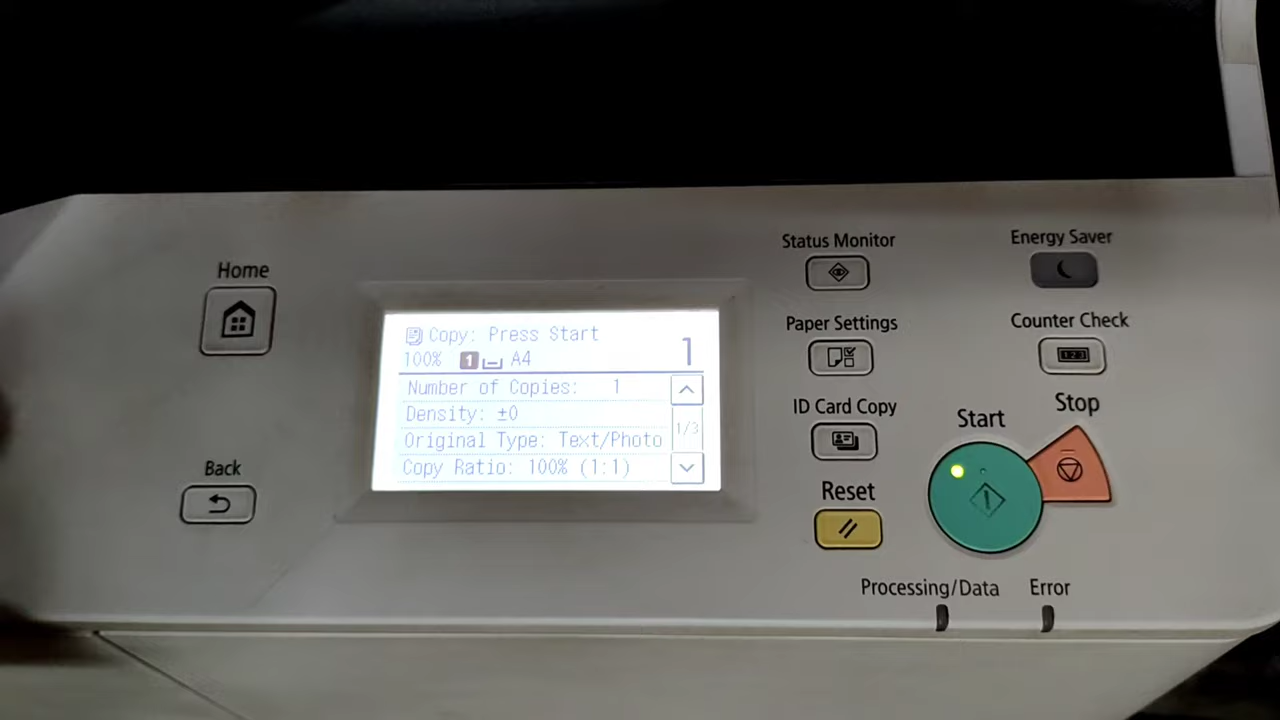 Home
Back
Copy: Press Start
100% 1 A4
1
Number of Copies: 1
Density: ±0
Original Type: Text/Photo
Copy Ratio: 100% (1:1)
1/3
Status Monitor
Paper Settings
ID Card Copy
Reset
Energy Saver
Counter Check
123
Start
Stop
Processing/Data
Error